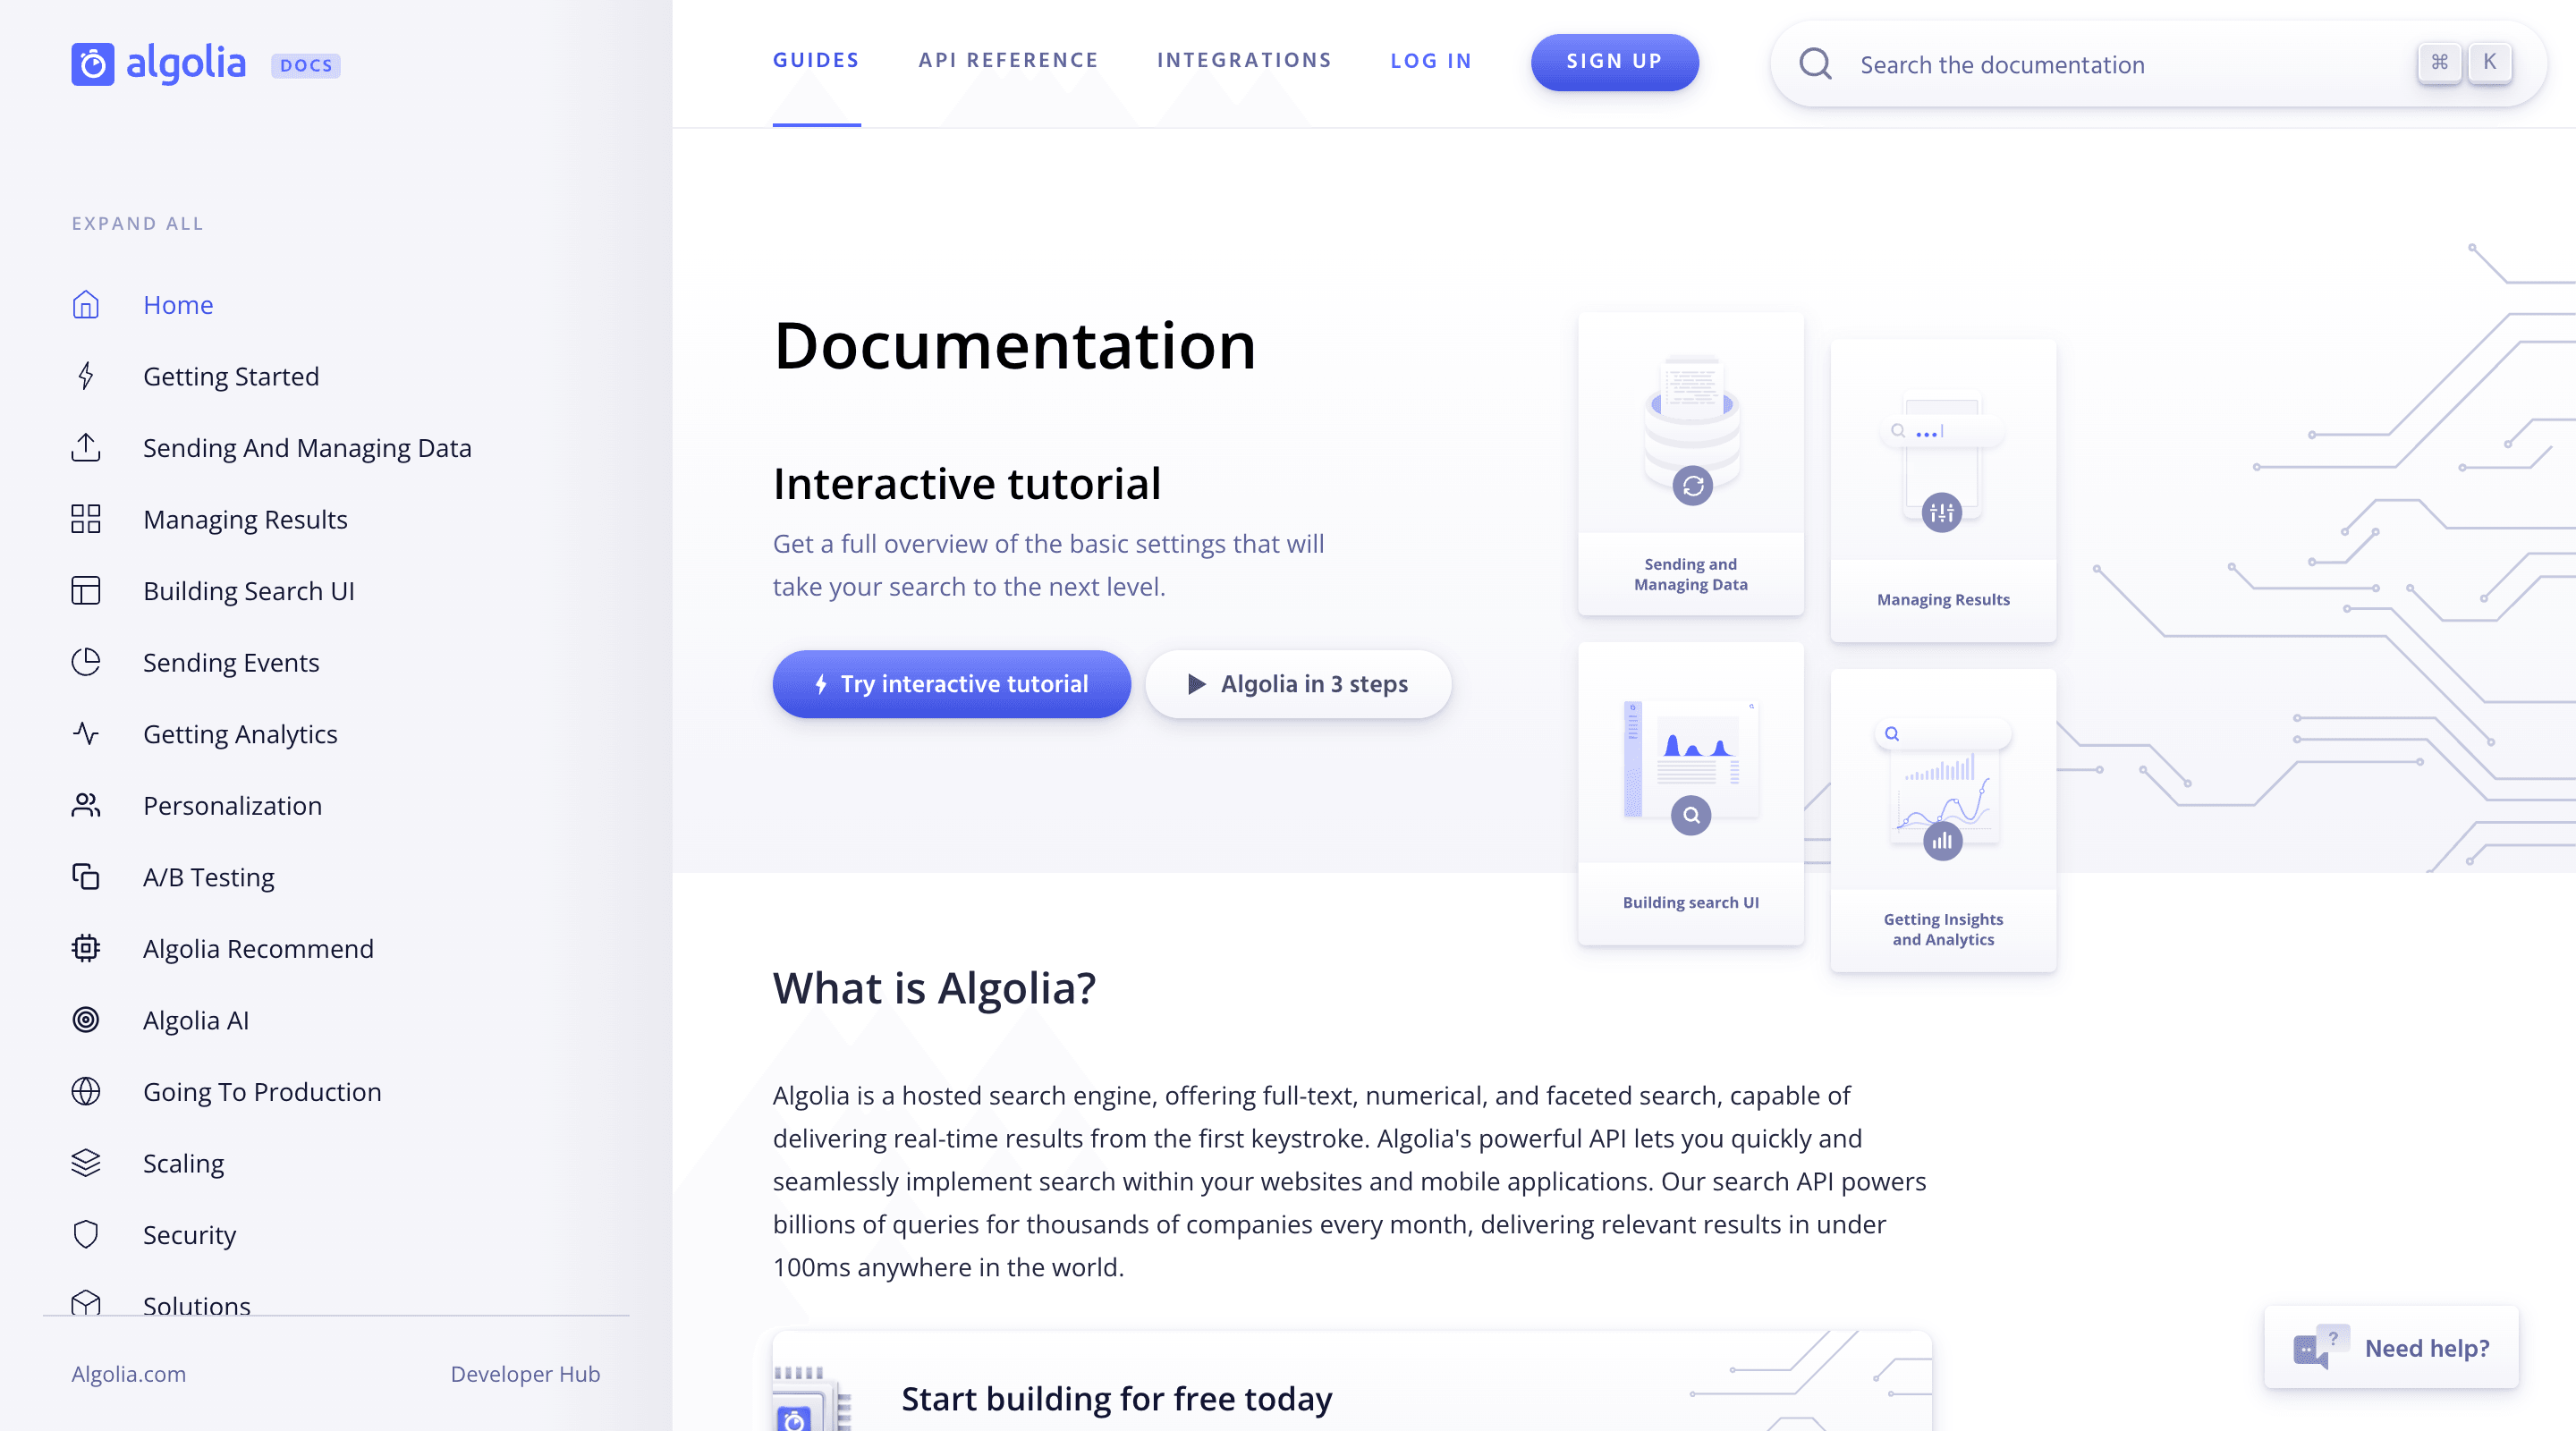 algolia DOCS
EXPAND ALL
Home
Getting Started
Sending And Managing Data
Managing Results
Building Search UI
Sending Events
Getting Analytics
Personalization
A/B Testing
Algolia Recommend
Algolia AI
Going To Production
Scaling
Security
Solutions
Algolia.com
Developer Hub
GUIDES
API REFERENCE
INTEGRATIONS
LOG IN
SIGN UP
Search the documentation
⌘ K
Documentation
Interactive tutorial
Get a full overview of the basic settings that will
take your search to the next level.
Try interactive tutorial
Algolia in 3 steps
Sending and
Managing Data
Managing Results
Building search UI
Getting Insights
and Analytics
What is Algolia?
Algolia is a hosted search engine, offering full-text, numerical, and faceted search, capable of
delivering real-time results from the first keystroke. Algolia's powerful API lets you quickly and
seamlessly implement search within your websites and mobile applications. Our search API powers
billions of queries for thousands of companies every month, delivering relevant results in under
100ms anywhere in the world.
Start building for free today
? Need help?